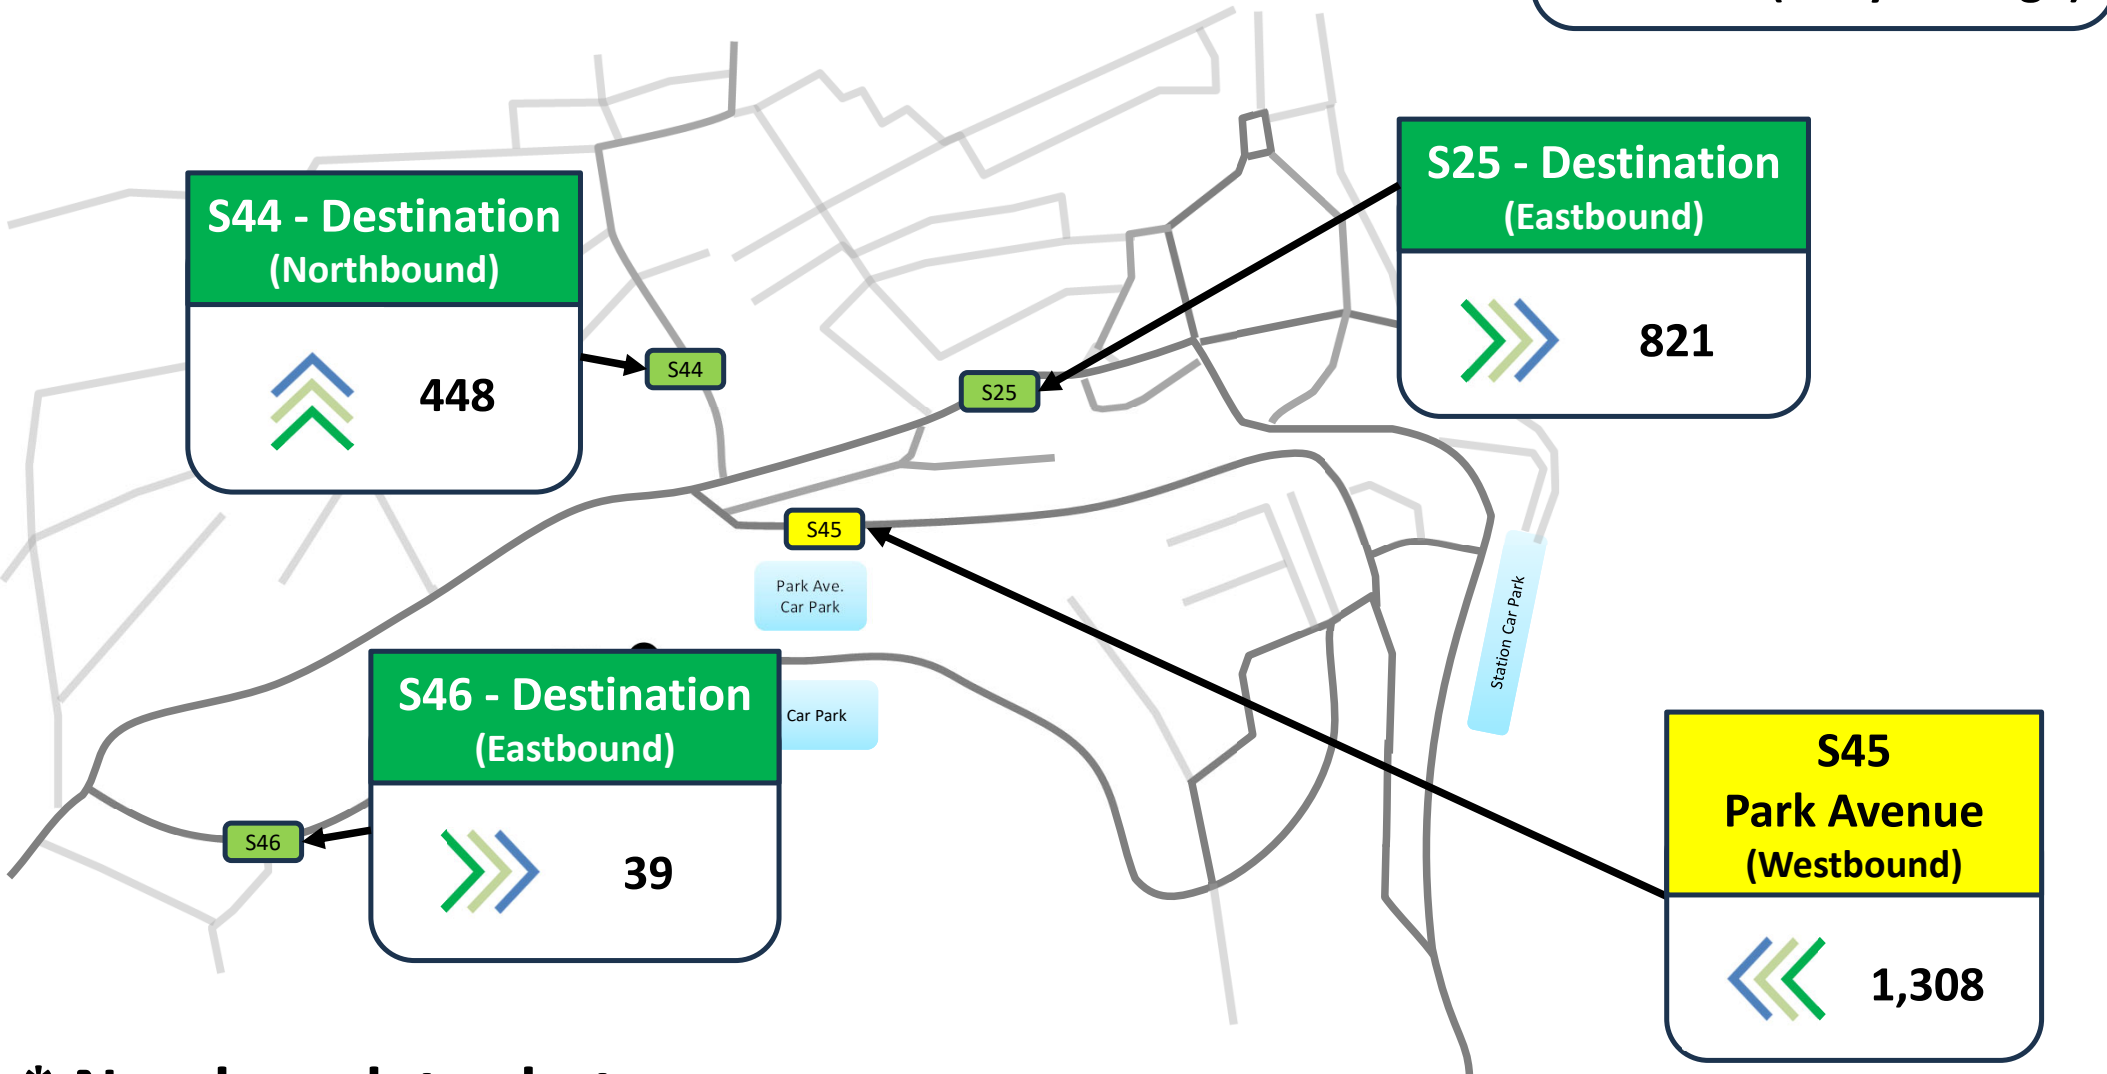 S25 - Destination
(Eastbound)
821
S44 - Destination
(Northbound)
448
S44
S25
S45
Park Ave.
Car Park
Station Car Park
S46 - Destination
(Eastbound)
39
Car Park
S46
S45
Park Avenue
(Westbound)
1,308